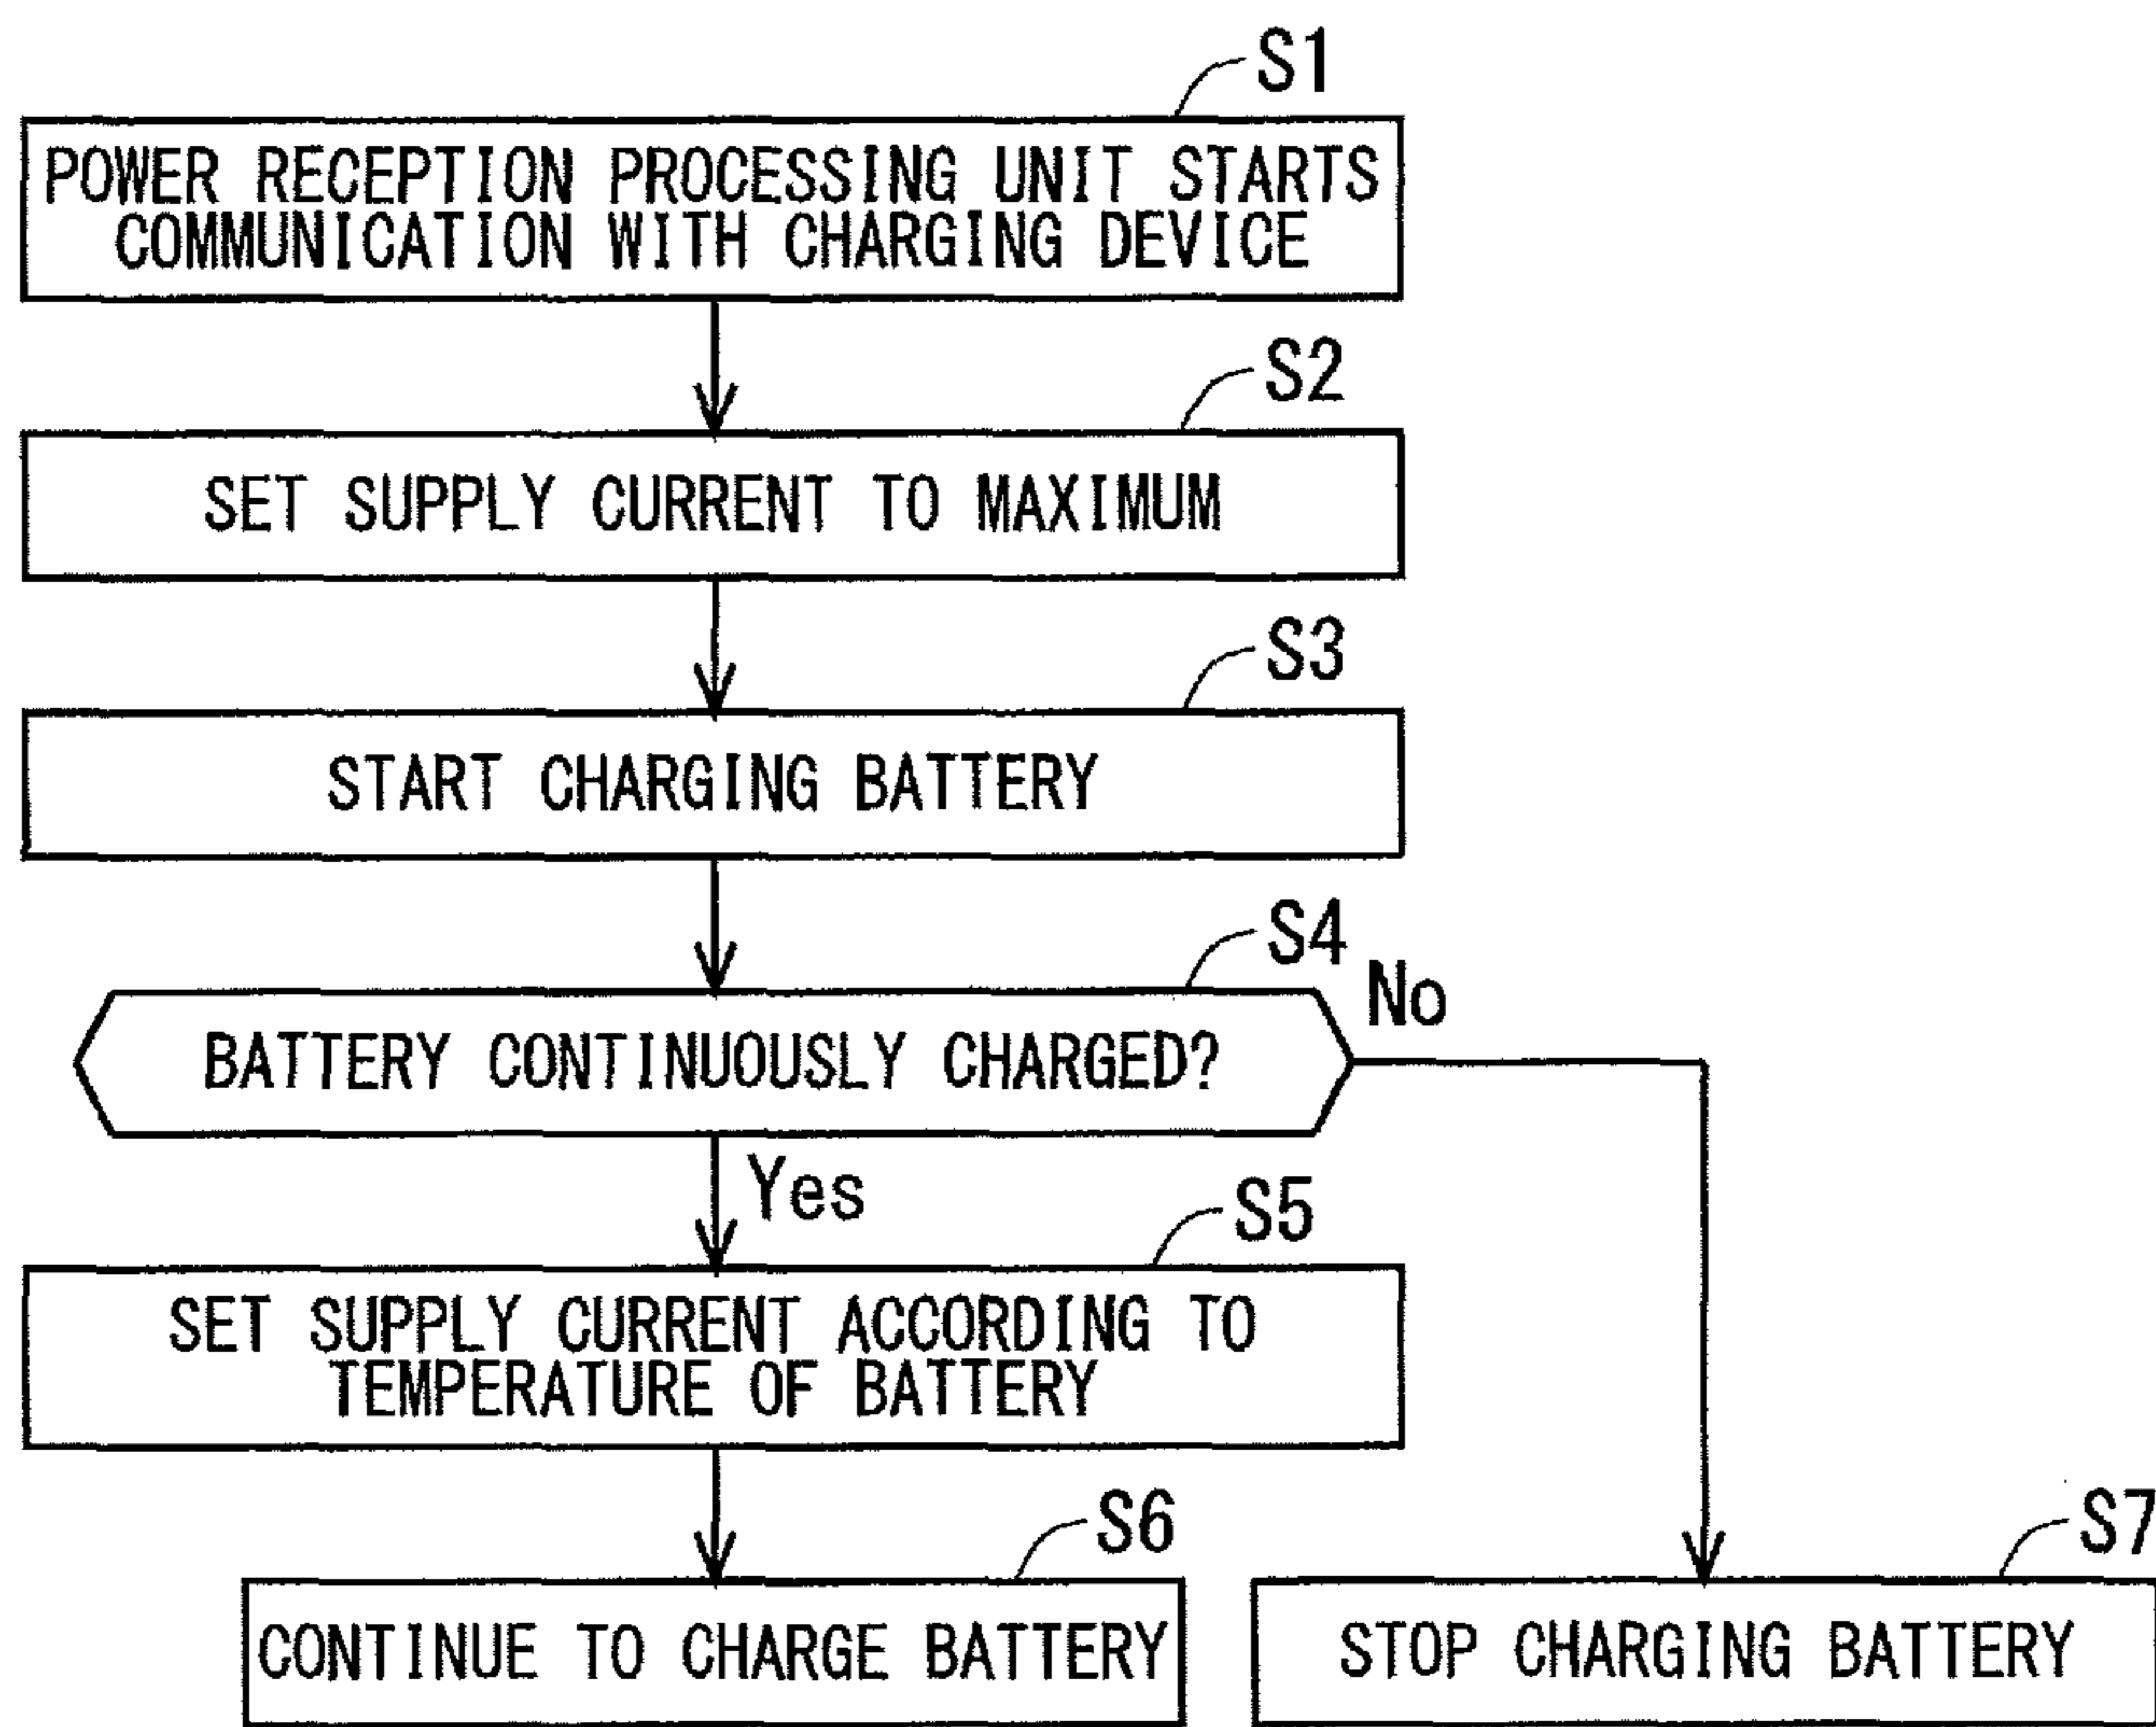 S1
POWER RECEPTION PROCESSING UNIT STARTS
COMMUNICATION WITH CHARGING DEVICE
S2
SET SUPPLY CURRENT TO MAXIMUM
S3
START CHARGING BATTERY
S4
No
BATTERY CONTINUOUSLY CHARGED?
Yes
S5
SET SUPPLY CURRENT ACCORDING TO
TEMPERATURE OF BATTERY
S6
CONTINUE TO CHARGE BATTERY
S7
STOP CHARGING BATTERY